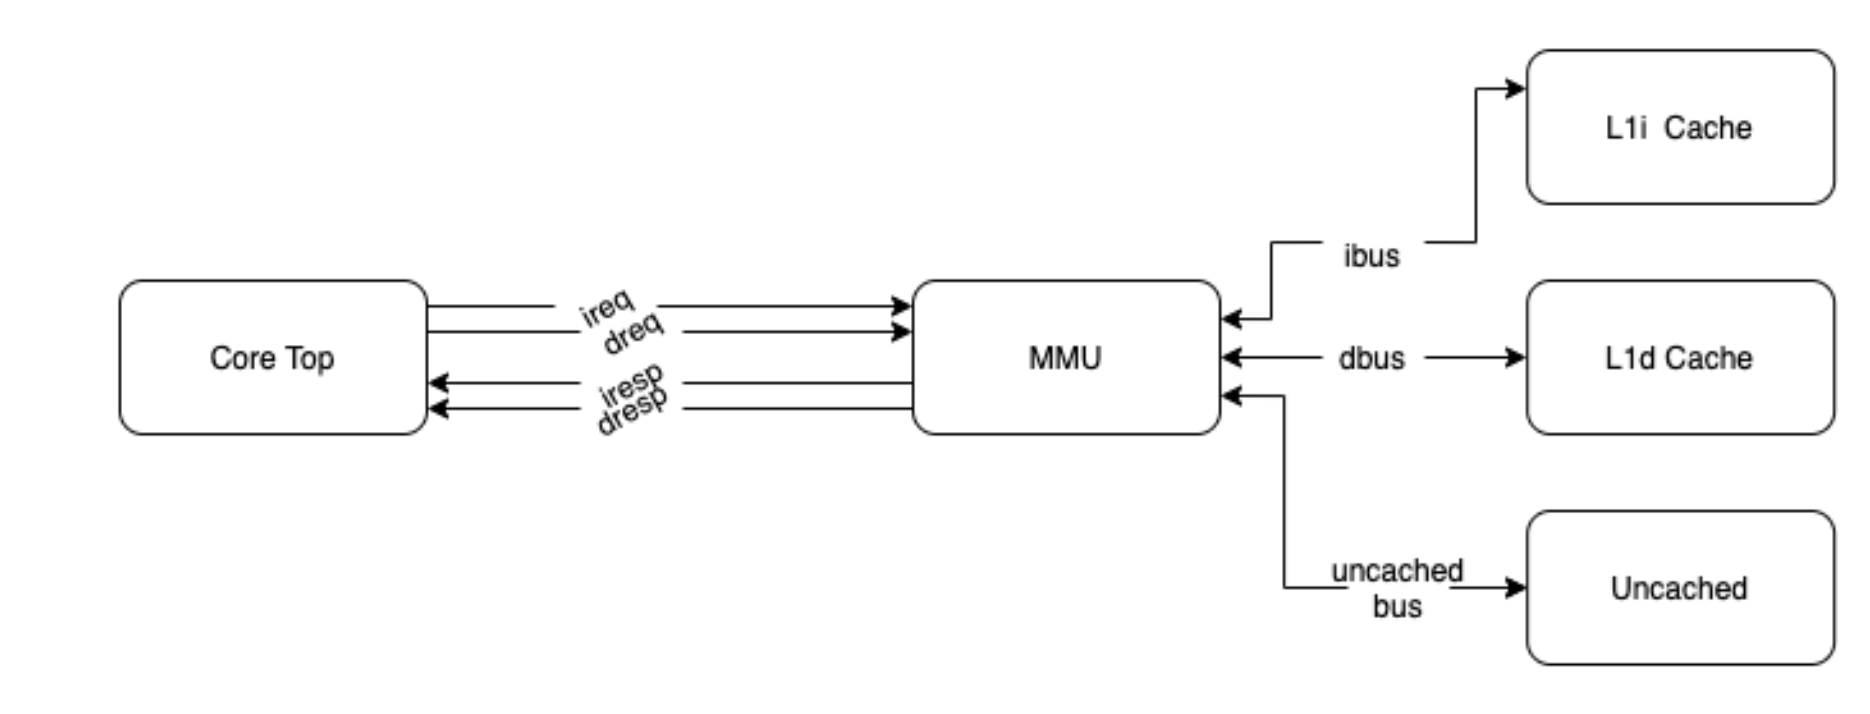 L1i Cache
ibus
ireq
dreq
Core Top
MMU
dbus
L1d Cache
iresp
dresp
uncached
bus
Uncached